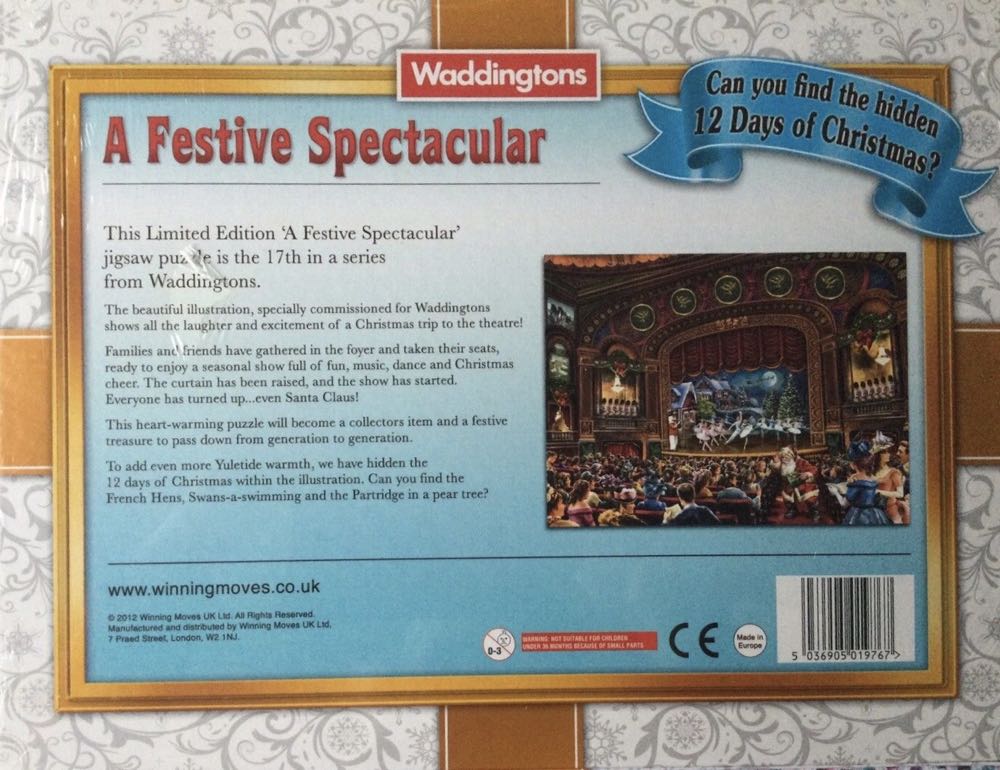 Waddingtons
A Festive Spectacular
Can you find the hidden
12 Days of Christmas?
This Limited Edition ‘A Festive Spectacular’
jigsaw puzzle is the 17th in a series
from Waddingtons.
The beautiful illustration, specially commissioned for Waddingtons
shows all the laughter and excitement of a Christmas trip to the theatre!
Families and friends have gathered in the foyer and taken their seats,
ready to enjoy a seasonal show full of fun, music, dance and Christmas
cheer. The curtain has been raised, and the show has started.
Everyone has turned up...even Santa Claus!
This heart-warming puzzle will become a collectors item and a festive
treasure to pass down from generation to generation.
To add even more Yuletide warmth, we have hidden the
12 days of Christmas within the illustration. Can you find the
French Hens, Swans-a-swimming and the Partridge in a pear tree?
www.winningmoves.co.uk
© 2012 Winning Moves UK Ltd. All Rights Reserved.
Manufactured and distributed by Winning Moves UK Ltd,
7 Praed Street, London, W2 1NJ.
0-3
WARNING: NOT SUITABLE FOR CHILDREN
UNDER 36 MONTHS BECAUSE OF SMALL PARTS
CE
Made in
Europe
5 036905 019767 >